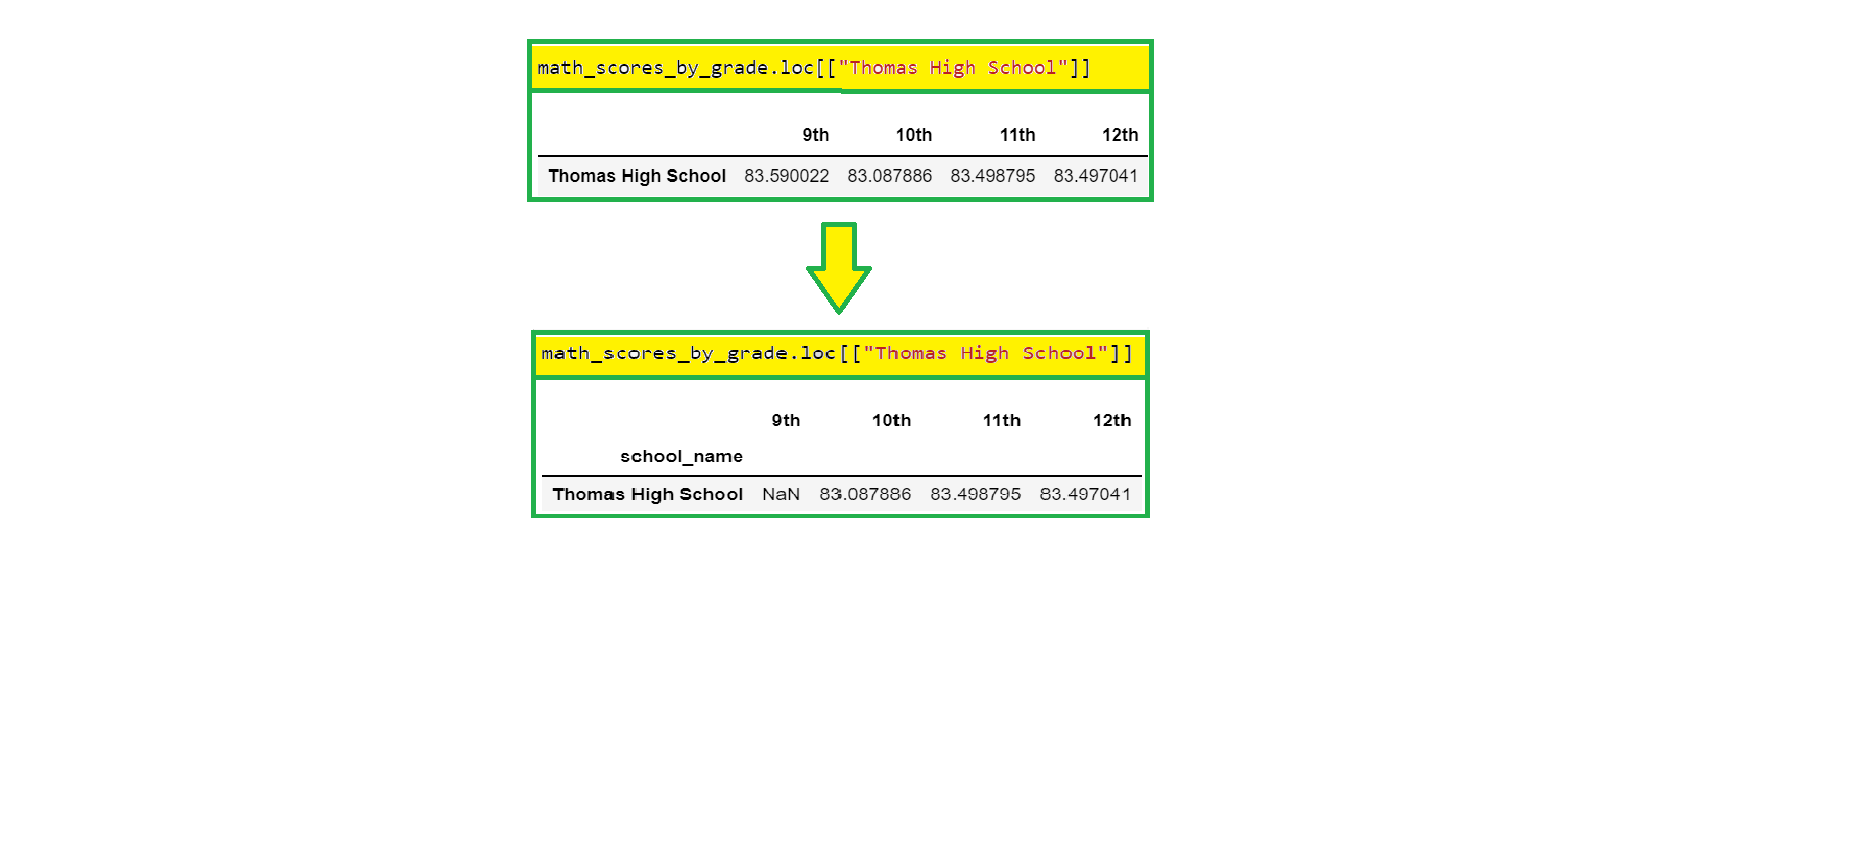 math_scores_by_grade.loc[["Thomas High School"]]
9th 10th 11th 12th
Thomas High School 83.590022 83.087886 83.498795 83.497041
math_scores_by_grade.loc[["Thomas High School"]]
9th 10th 11th 12th
school_name
Thomas High School NaN 83.087886 83.498795 83.497041